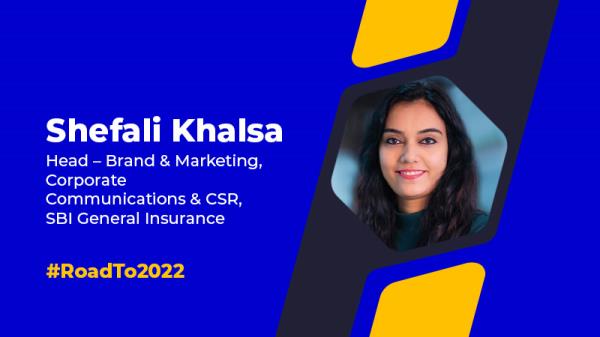 Shefali Khalsa
Head – Brand & Marketing,
Corporate
Communications & CSR,
SBI General Insurance
#RoadTo2022